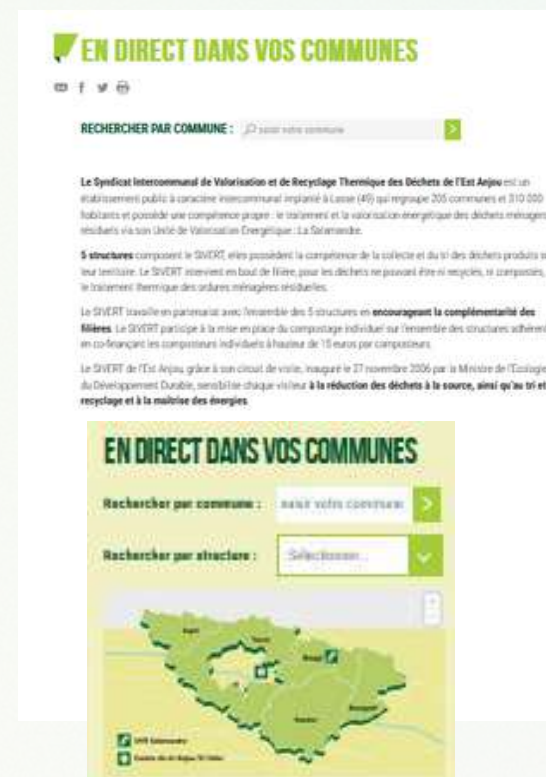 EN DIRECT DANS VOS COMMUNES
RECHERCHER PAR COMMUNE : saisir votre commune
Le Syndicat Intercommunal de Valorisation et de Recyclage Thermique des Déchets de l'Est Anjou est un
établissement public à caractère intercommunal implanté à Lasse (49) qui regroupe 205 communes et 310 000
habitants et possède une compétence propre : le traitement et la valorisation énergétique des déchets ménagers
résiduels via son Unité de Valorisation Énergétique : La Salamandre.
5 structures composent le SIVERT, elles possèdent la compétence de la collecte et du tri des déchets produits
leur territoire. Le SIVERT intervient en bout de filière, pour les déchets ne pouvant être ni recyclés, ni compostés,
le traitement thermique des ordures ménagères résiduelles.
Le SIVERT travaille en partenariat avec l'ensemble des 5 structures en encourageant la complémentarité des
filières. Le SIVERT participe à la mise en place du compostage individuel sur l'ensemble des structures
en co-finançant les composteurs individuels à hauteur de 15 euros par composteurs.
Le SIVERT de l'Est Anjou, grâce à son circuit de visite, inauguré le 27 novembre 2006 par la Ministre de l'Ecologie
du Développement Durable, sensibilise chaque visiteur à la réduction des déchets à la source, ainsi qu'au tri et
recyclage et à la maîtrise des énergies.
EN DIRECT DANS VOS COMMUNES
Rechercher par commune : saisir votre commune
Rechercher par structure : Sélectionner...
UVE Salamandre